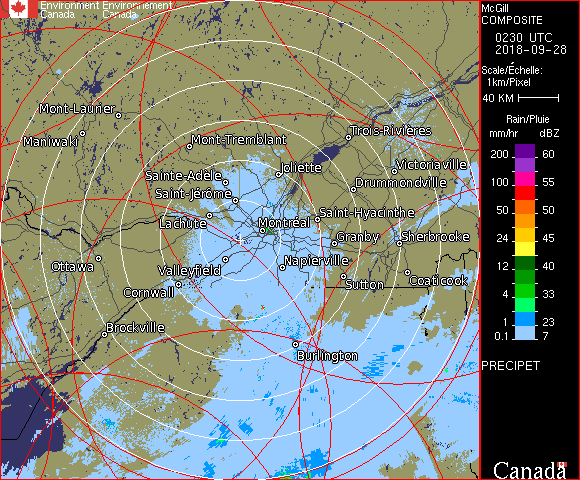 Environment Environnement
Canada Canada
McGill
COMPOSITE
0230 UTC
2018-09-28
Scale/Échelle:
1km/Pixel
40 KM
Rain/Pluie
mm/hr dBZ
200 60
100 55
50 50
24 45
12 40
4 33
1 23
0.1 7
PRECIPET
Mont-Laurier
Maniwaki
Mont-Tremblant
Trois-Rivières
Sainte-Adèle
Joliette
Victoriaville
Saint-Jérôme
Drummondville
Lachute
Montréal
Saint-Hyacinthe
Granby
Sherbrooke
Ottawa
Valleyfield
Napierville
Cornwall
Sutton
Coaticook
Brockville
Burlington
Canada